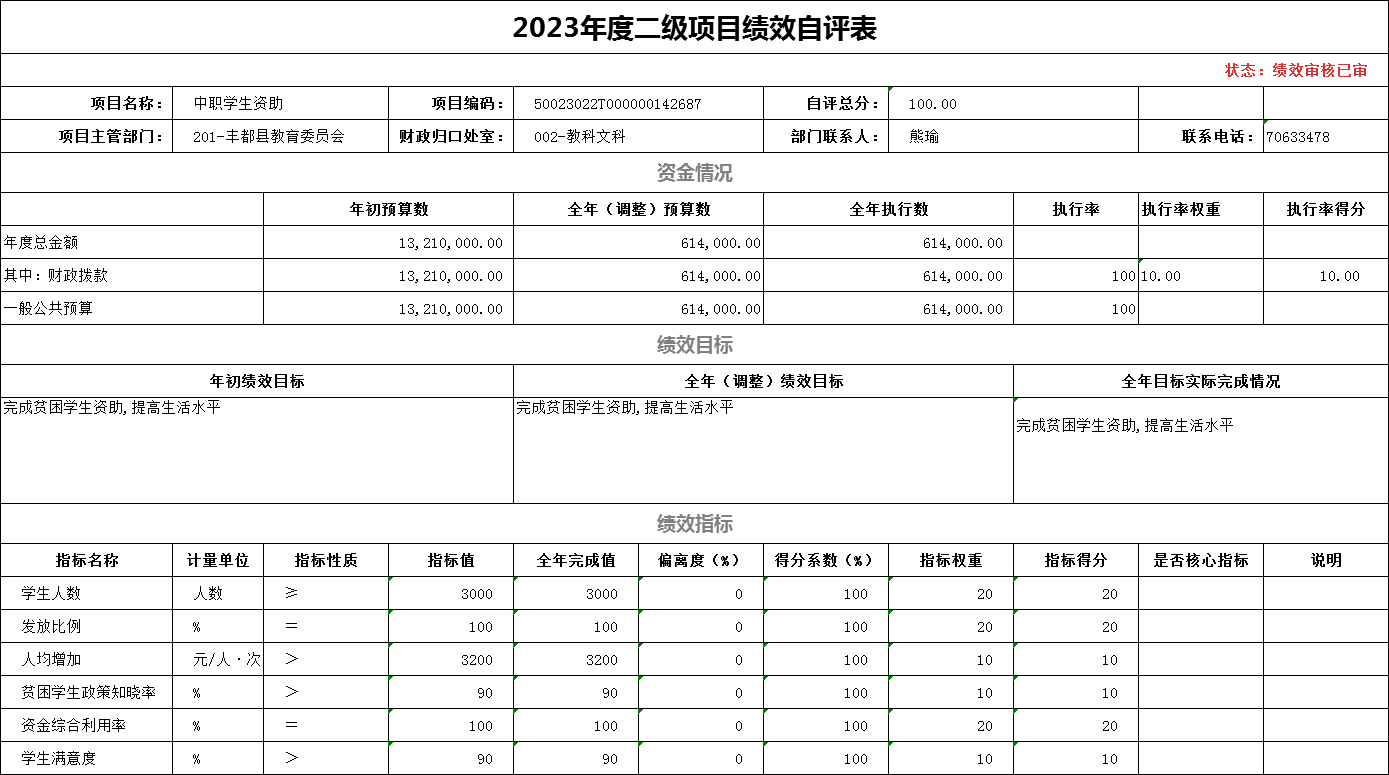 2023年度二级项目绩效自评表
状态：绩效审核已审
项目名称： 中职学生资助 项目编码： 50023022T000000142687 自评总分： 100.00
项目主管部门： 201-丰都县教育委员会 财政归口处室： 002-教科文科 部门联系人： 熊瑜 联系电话： 70633478
资金情况
年初预算数 全年（调整）预算数 全年执行数 执行率 执行率权重 执行率得分
年度总金额 13,210,000.00 614,000.00 614,000.00
其中：财政拨款 13,210,000.00 614,000.00 614,000.00 100 10.00 10.00
一般公共预算 13,210,000.00 614,000.00 614,000.00 100
绩效目标
年初绩效目标 全年（调整）绩效目标 全年目标实际完成情况
完成贫困学生资助,提高生活水平 完成贫困学生资助,提高生活水平 完成贫困学生资助,提高生活水平
绩效指标
指标名称 计量单位 指标性质 指标值 全年完成值 偏离度（%） 得分系数（%） 指标权重 指标得分 是否核心指标 说明
学生人数 人数 ≥ 3000 3000 0 100 20 20
发放比例 % ＝ 100 100 0 100 20 20
人均增加 元/人·次 ＞ 3200 3200 0 100 10 10
贫困学生政策知晓率 % ＞ 90 90 0 100 10 10
资金综合利用率 % ＝ 100 100 0 100 20 20
学生满意度 % ＞ 90 90 0 100 10 10